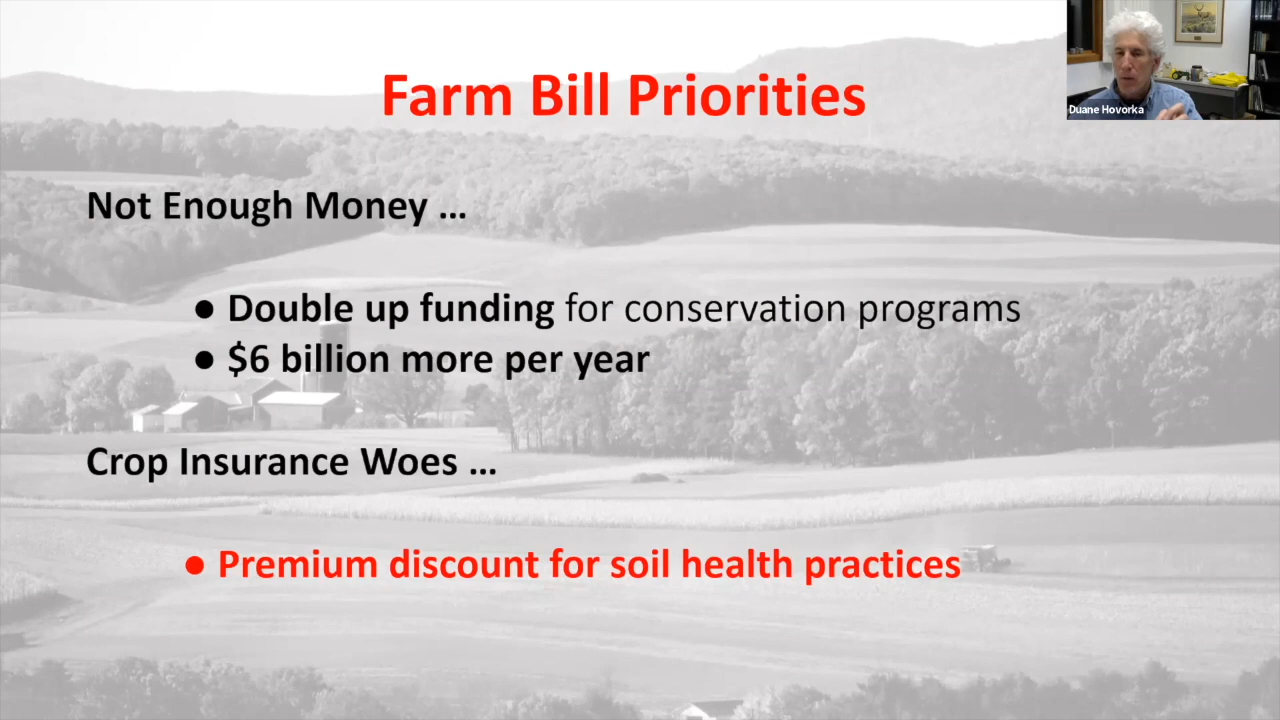 Farm Bill Priorities
Duane Hovorka
Not Enough Money ...
● Double up funding for conservation programs
● $6 billion more per year
Crop Insurance Woes ...
● Premium discount for soil health practices